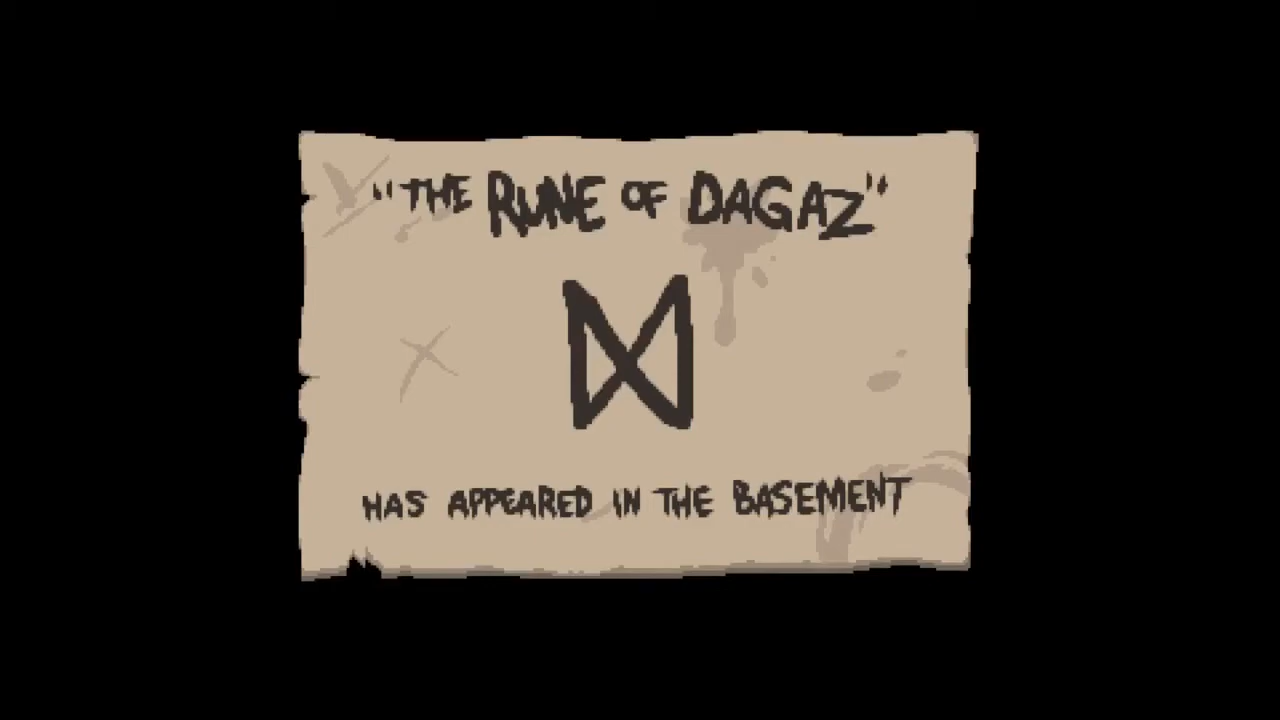 "THE RUNE OF DAGAZ"
ᛞ
HAS APPEARED IN THE BASEMENT